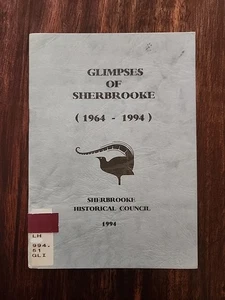 GLIMPSES
OF
SHERBROOKE
( 1964 - 1994 )
SHERBROOKE
HISTORICAL COUNCIL
1994
LH
994.
51
GLI